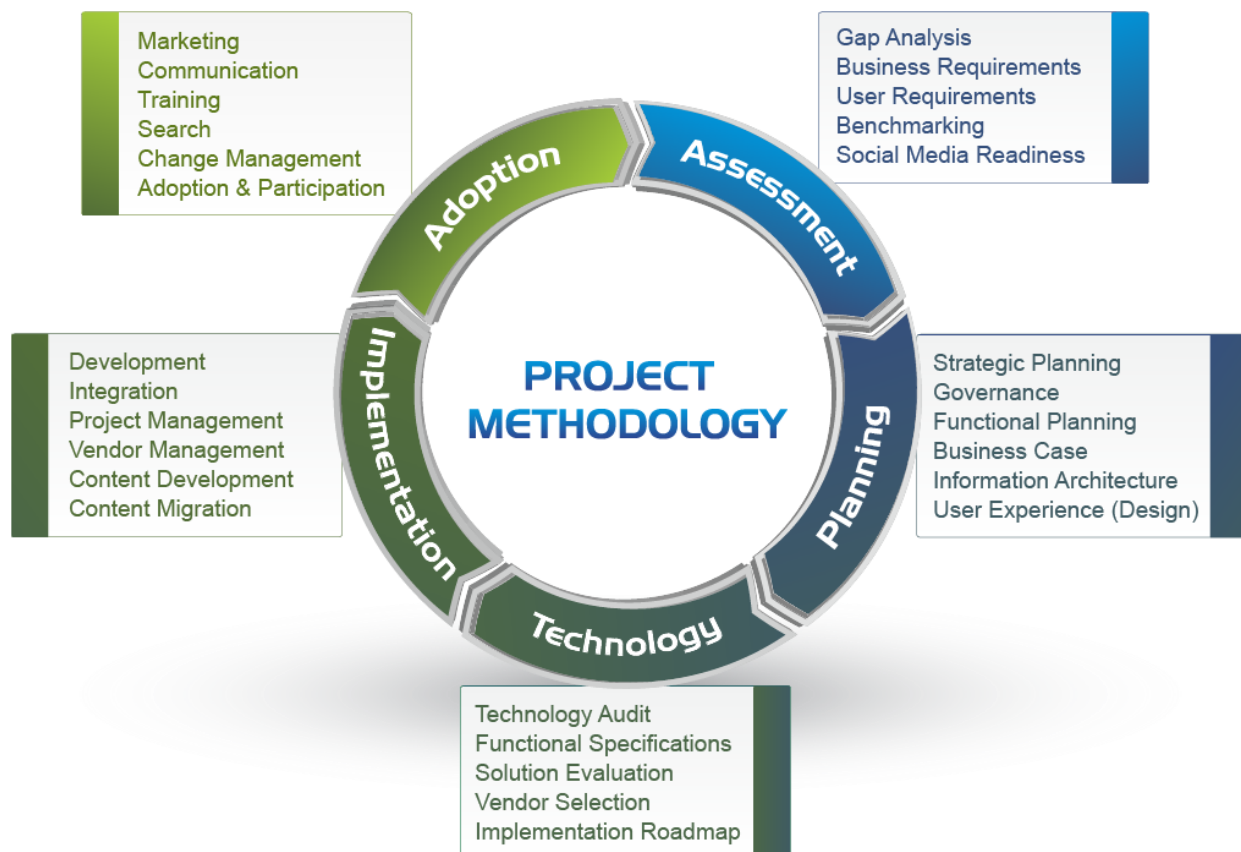 PROJECT
METHODOLOGY
Assessment
Gap Analysis
Business Requirements
User Requirements
Benchmarking
Social Media Readiness
Planning
Strategic Planning
Governance
Functional Planning
Business Case
Information Architecture
User Experience (Design)
Technology
Technology Audit
Functional Specifications
Solution Evaluation
Vendor Selection
Implementation Roadmap
Implementation
Development
Integration
Project Management
Vendor Management
Content Development
Content Migration
Adoption
Marketing
Communication
Training
Search
Change Management
Adoption & Participation